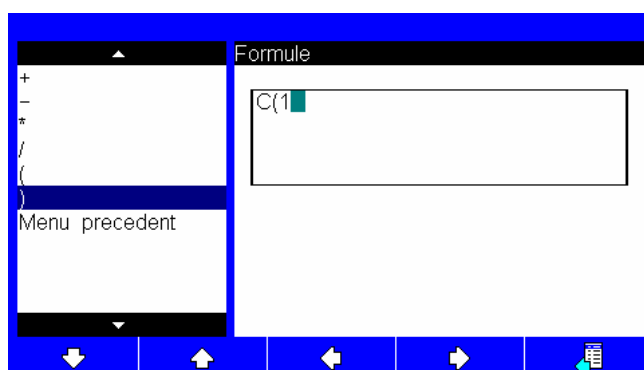 Formule
+
-
*
/
(
)
Menu precedent
C(1